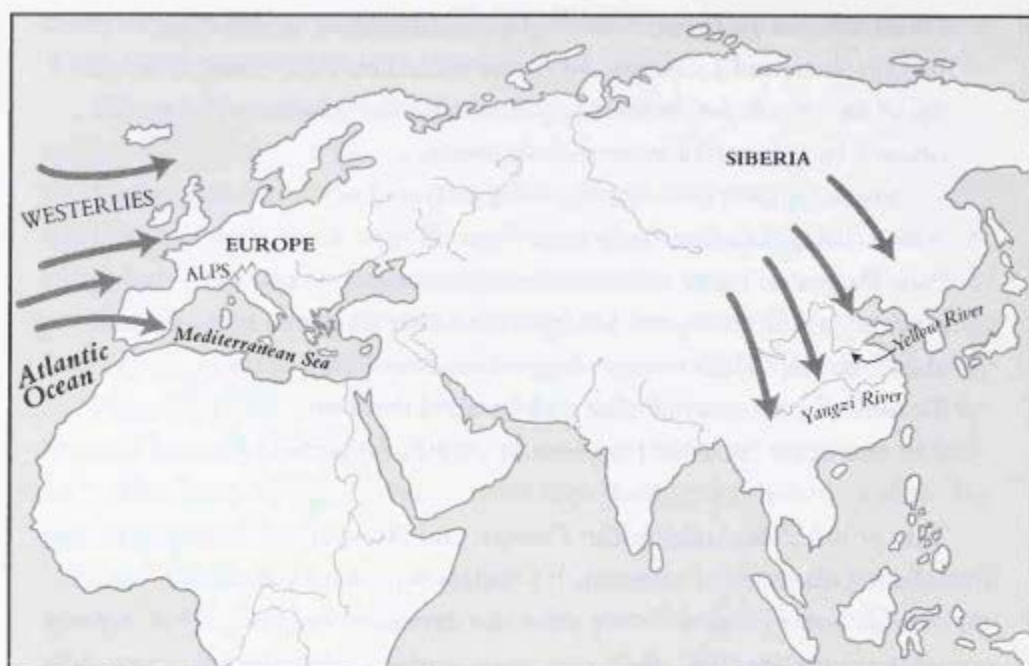 SIBERIA
WESTERLIES
EUROPE
ALPS
Mediterranean Sea
Atlantic
Ocean
Yellow River
Yangzi River